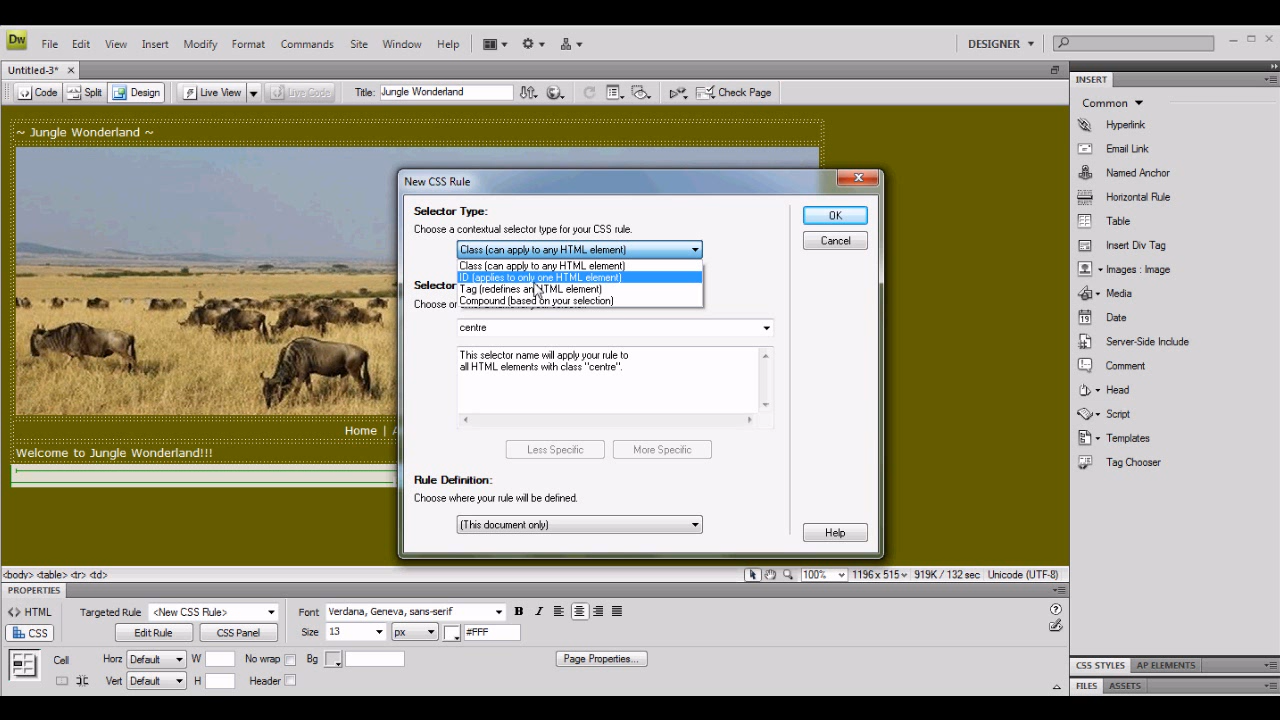 Dw File Edit View Insert Modify Format Commands Site Window Help DESIGNER
Untitled-3* ×
Code Split Design Live View Live Code Title: Jungle Wonderland Check Page
INSERT
Common
Hyperlink
Email Link
Named Anchor
Horizontal Rule
Table
Insert Div Tag
Images : Image
Media
Date
Server-Side Include
Comment
Head
Script
Templates
Tag Chooser
~ Jungle Wonderland ~
Home |
Welcome to Jungle Wonderland!!!
New CSS Rule
Selector Type:
Choose a contextual selector type for your CSS rule.
Class (can apply to any HTML element)
Class (can apply to any HTML element)
ID (applies to only one HTML element)
Tag (redefines an HTML element)
Compound (based on your selection)
Selector
Choose or
centre
This selector name will apply your rule to
all HTML elements with class "centre".
Less Specific More Specific
Rule Definition:
Choose where your rule will be defined.
(This document only)
OK
Cancel
Help
<body> <table> <tr> <td> 100% 1196 x 515 919K / 132 sec Unicode (UTF-8)
PROPERTIES
<> HTML Targeted Rule <New CSS Rule> Font Verdana, Geneva, sans-serif B I
CSS Edit Rule CSS Panel Size 13 px #FFF
Cell Horz Default W No wrap Bg Page Properties...
Vert Default H Header
CSS STYLES AP ELEMENTS
FILES ASSETS